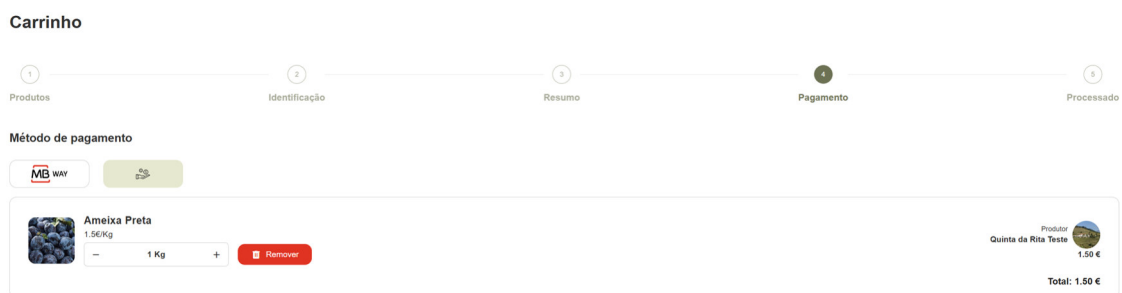 Carrinho
1 2 3 4 5
Produtos Identificação Resumo Pagamento Processado
Método de pagamento
MB WAY
Ameixa Preta
1.5€/Kg
− 1 Kg + Remover
Produtor
Quinta da Rita Teste
1.50 €
Total: 1.50 €